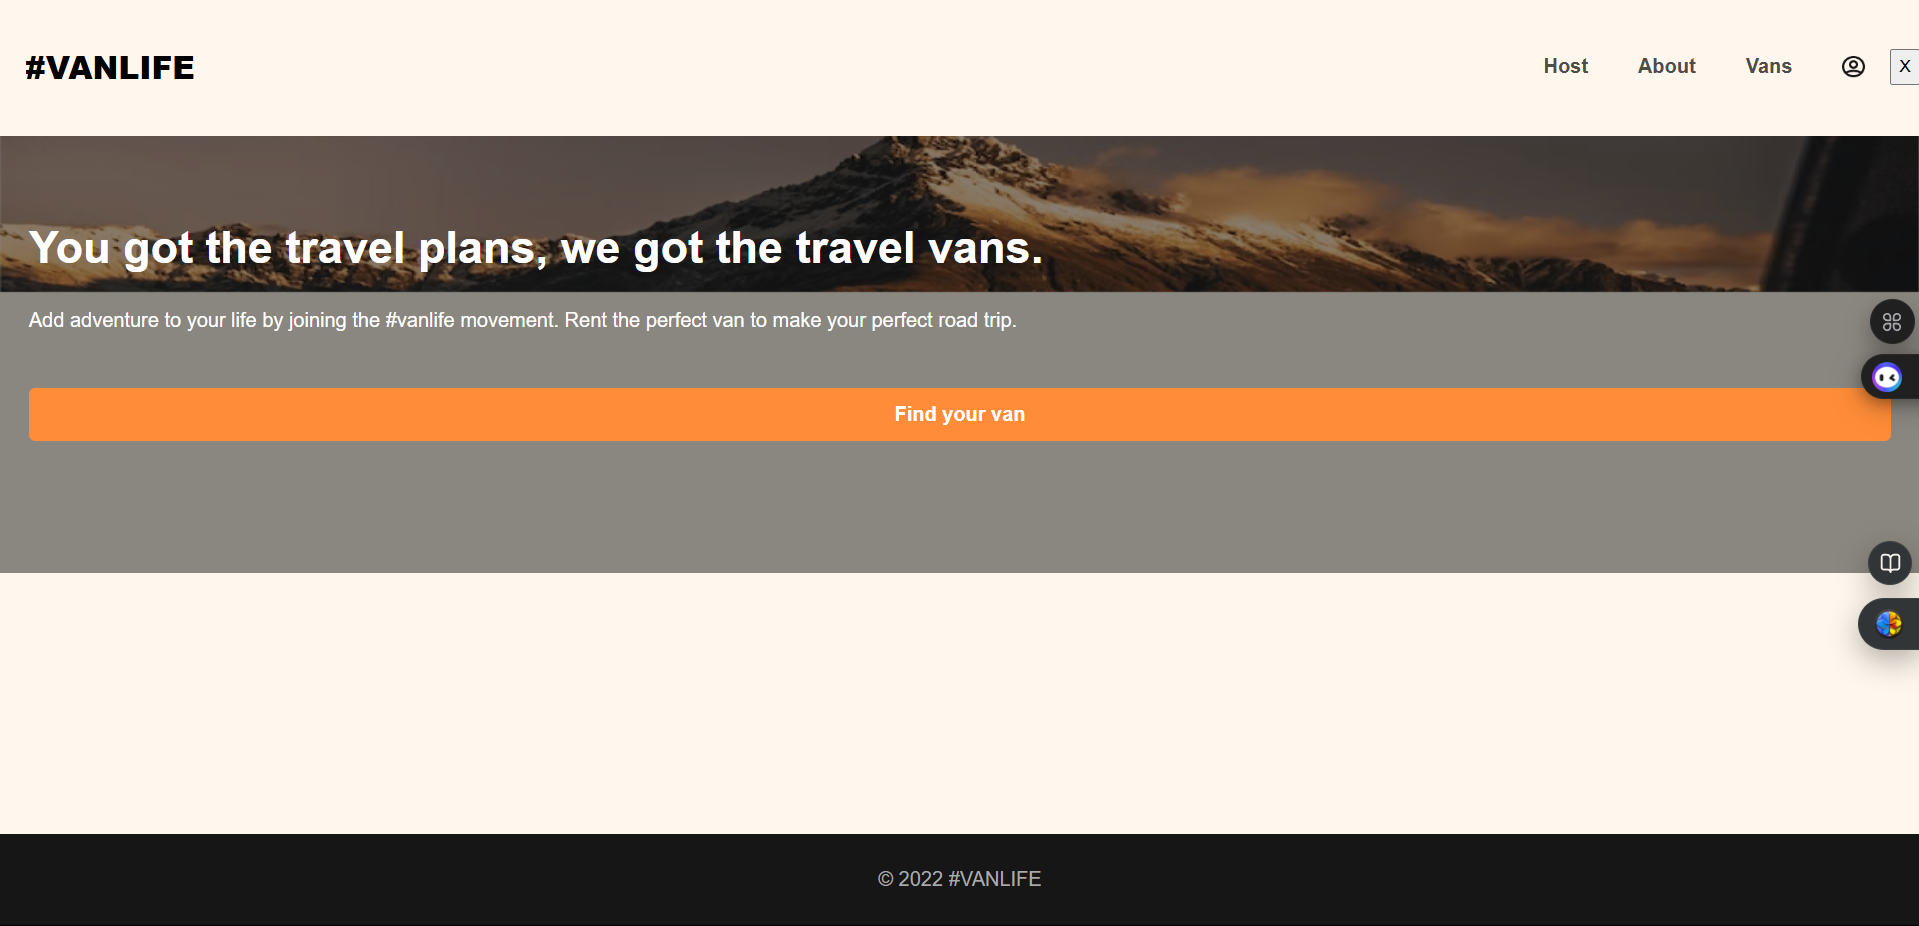 #VANLIFE
Host
About
Vans
X
You got the travel plans, we got the travel vans.
Add adventure to your life by joining the #vanlife movement. Rent the perfect van to make your perfect road trip.
Find your van
© 2022 #VANLIFE